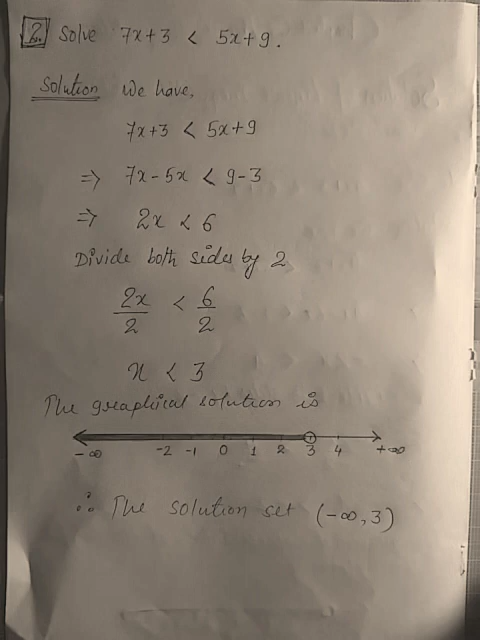 2. Solve 7x+3 < 5x+9.
Solution We have,
7x+3 < 5x+9
⇒ 7x-5x < 9-3
⇒ 2x < 6
Divide both sides by 2
2x/2 < 6/2
x < 3
The graphical solution is
-∞ -2 -1 0 1 2 3 4 +∞
∴ The solution set (-∞, 3)